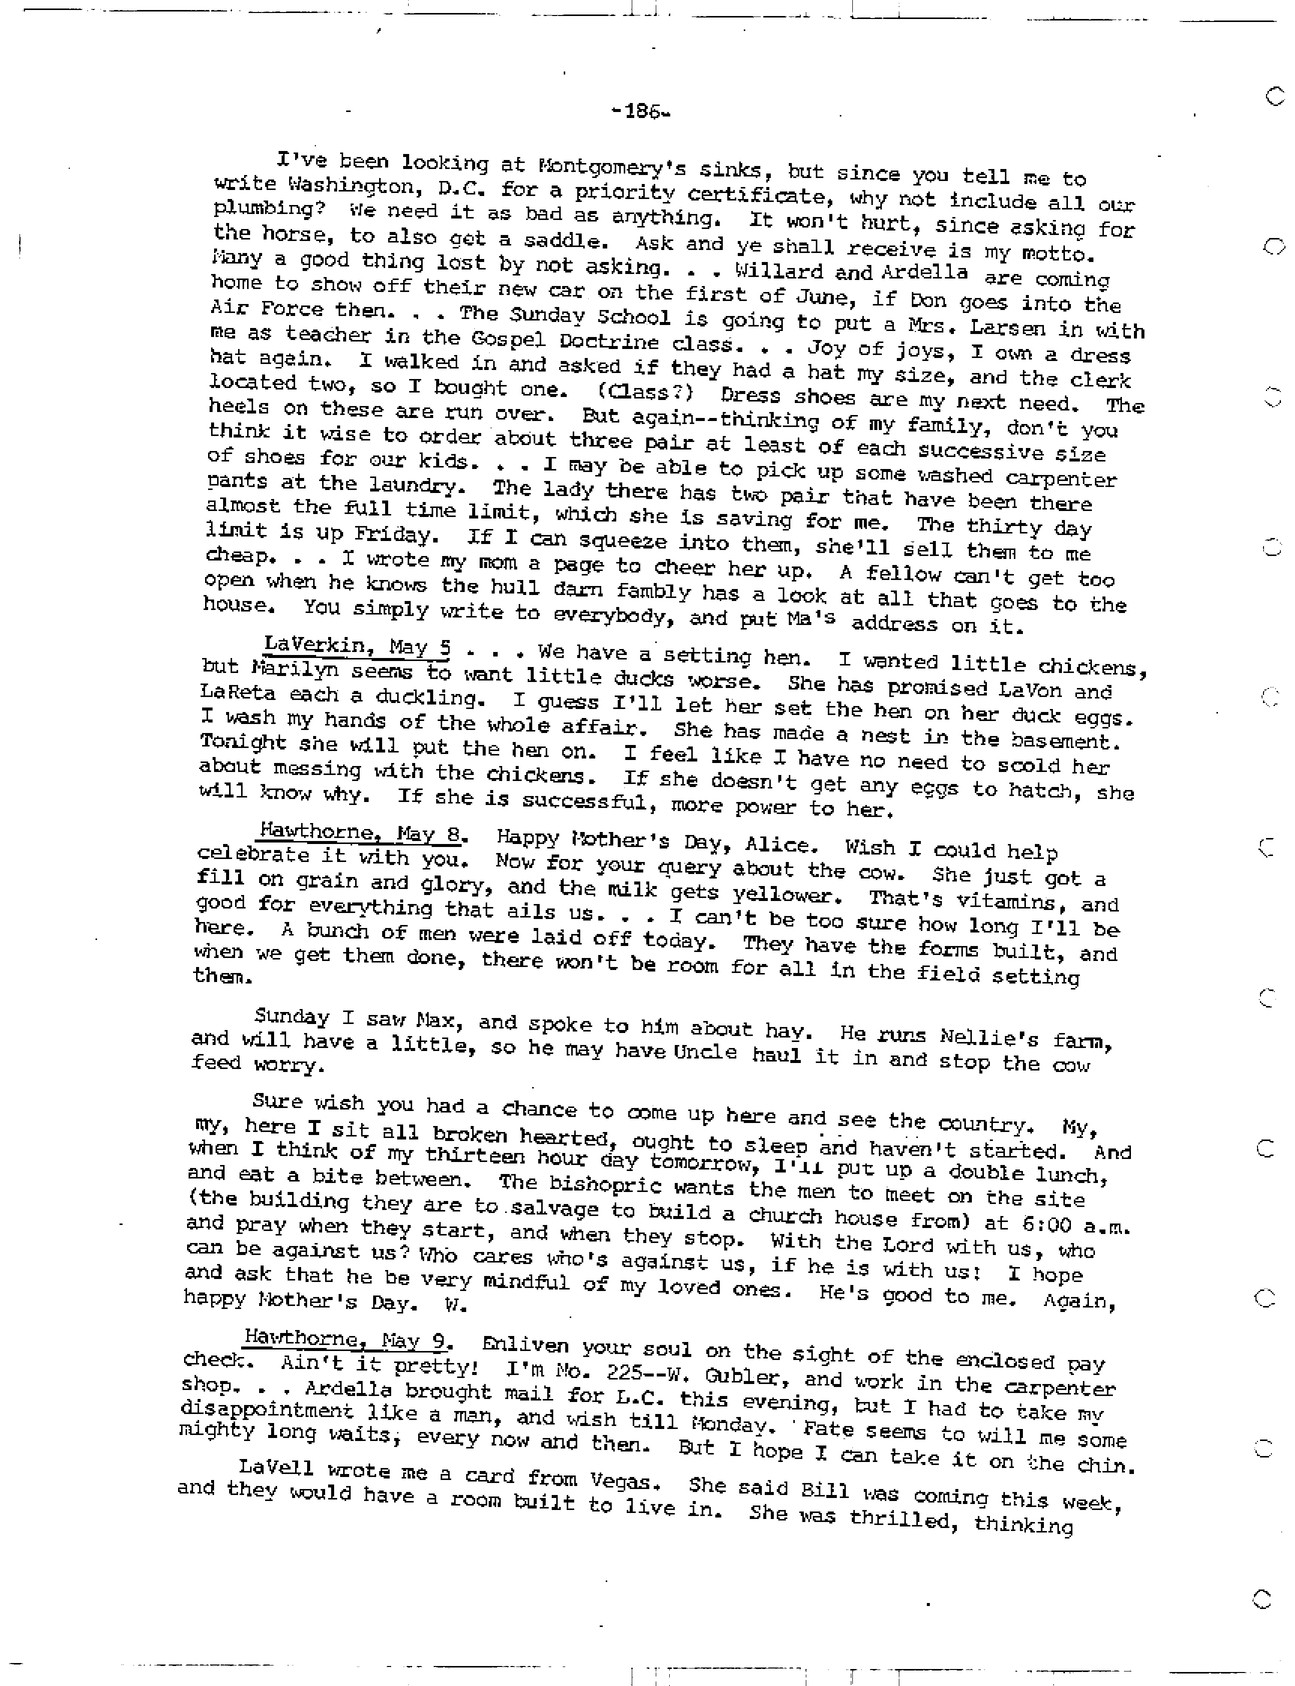 -186-
I've been looking at Montgomery's sinks, but since you tell me to
write Washington, D.C. for a priority certificate, why not include all our
plumbing? We need it as bad as anything. It won't hurt, since asking for
the horse, to also get a saddle. Ask and ye shall receive is my motto.
Many a good thing lost by not asking. . . Willard and Ardella are coming
home to show off their new car on the first of June, if Don goes into the
Air Force then. . . The Sunday School is going to put a Mrs. Larsen in with
me as teacher in the Gospel Doctrine class. . . Joy of joys, I own a dress
hat again. I walked in and asked if they had a hat my size, and the clerk
located two, so I bought one. (Class?) Dress shoes are my next need. The
heels on these are run over. But again--thinking of my family, don't you
think it wise to order about three pair at least of each successive size
of shoes for our kids. . . I may be able to pick up some washed carpenter
pants at the laundry. The lady there has two pair that have been there
almost the full time limit, which she is saving for me. The thirty day
limit is up Friday. If I can squeeze into them, she'll sell them to me
cheap. . . I wrote my mom a page to cheer her up. A fellow can't get too
open when he knows the hull darn fambly has a look at all that goes to the
house. You simply write to everybody, and put Ma's address on it.
LaVerkin, May 5 . . . We have a setting hen. I wanted little chickens,
but Marilyn seems to want little ducks worse. She has promised LaVon and
LaReta each a duckling. I guess I'll let her set the hen on her duck eggs.
I wash my hands of the whole affair. She has made a nest in the basement.
Tonight she will put the hen on. I feel like I have no need to scold her
about messing with the chickens. If she doesn't get any eggs to hatch, she
will know why. If she is successful, more power to her.
Hawthorne, May 8. Happy Mother's Day, Alice. Wish I could help
celebrate it with you. Now for your query about the cow. She just got a
fill on grain and glory, and the milk gets yellower. That's vitamins, and
good for everything that ails us. . . I can't be too sure how long I'll be
here. A bunch of men were laid off today. They have the forms built, and
when we get them done, there won't be room for all in the field setting
them.
Sunday I saw Max, and spoke to him about hay. He runs Nellie's farm,
and will have a little, so he may have Uncle haul it in and stop the cow
feed worry.
Sure wish you had a chance to come up here and see the country. My,
my, here I sit all broken hearted, ought to sleep and haven't started. And
when I think of my thirteen hour day tomorrow, I'll put up a double lunch,
and eat a bite between. The bishopric wants the men to meet on the site
(the building they are to salvage to build a church house from) at 6:00 a.m.
and pray when they start, and when they stop. With the Lord with us, who
can be against us? Who cares who's against us, if he is with us! I hope
and ask that he be very mindful of my loved ones. He's good to me. Again,
happy Mother's Day. W.
Hawthorne, May 9. Enliven your soul on the sight of the enclosed pay
check. Ain't it pretty! I'm No. 225--W. Gubler, and work in the carpenter
shop. . . Ardella brought mail for L.C. this evening, but I had to take my
disappointment like a man, and wish till Monday. Fate seems to will me some
mighty long waits, every now and then. But I hope I can take it on the chin.
LaVell wrote me a card from Vegas. She said Bill was coming this week,
and they would have a room built to live in. She was thrilled, thinking